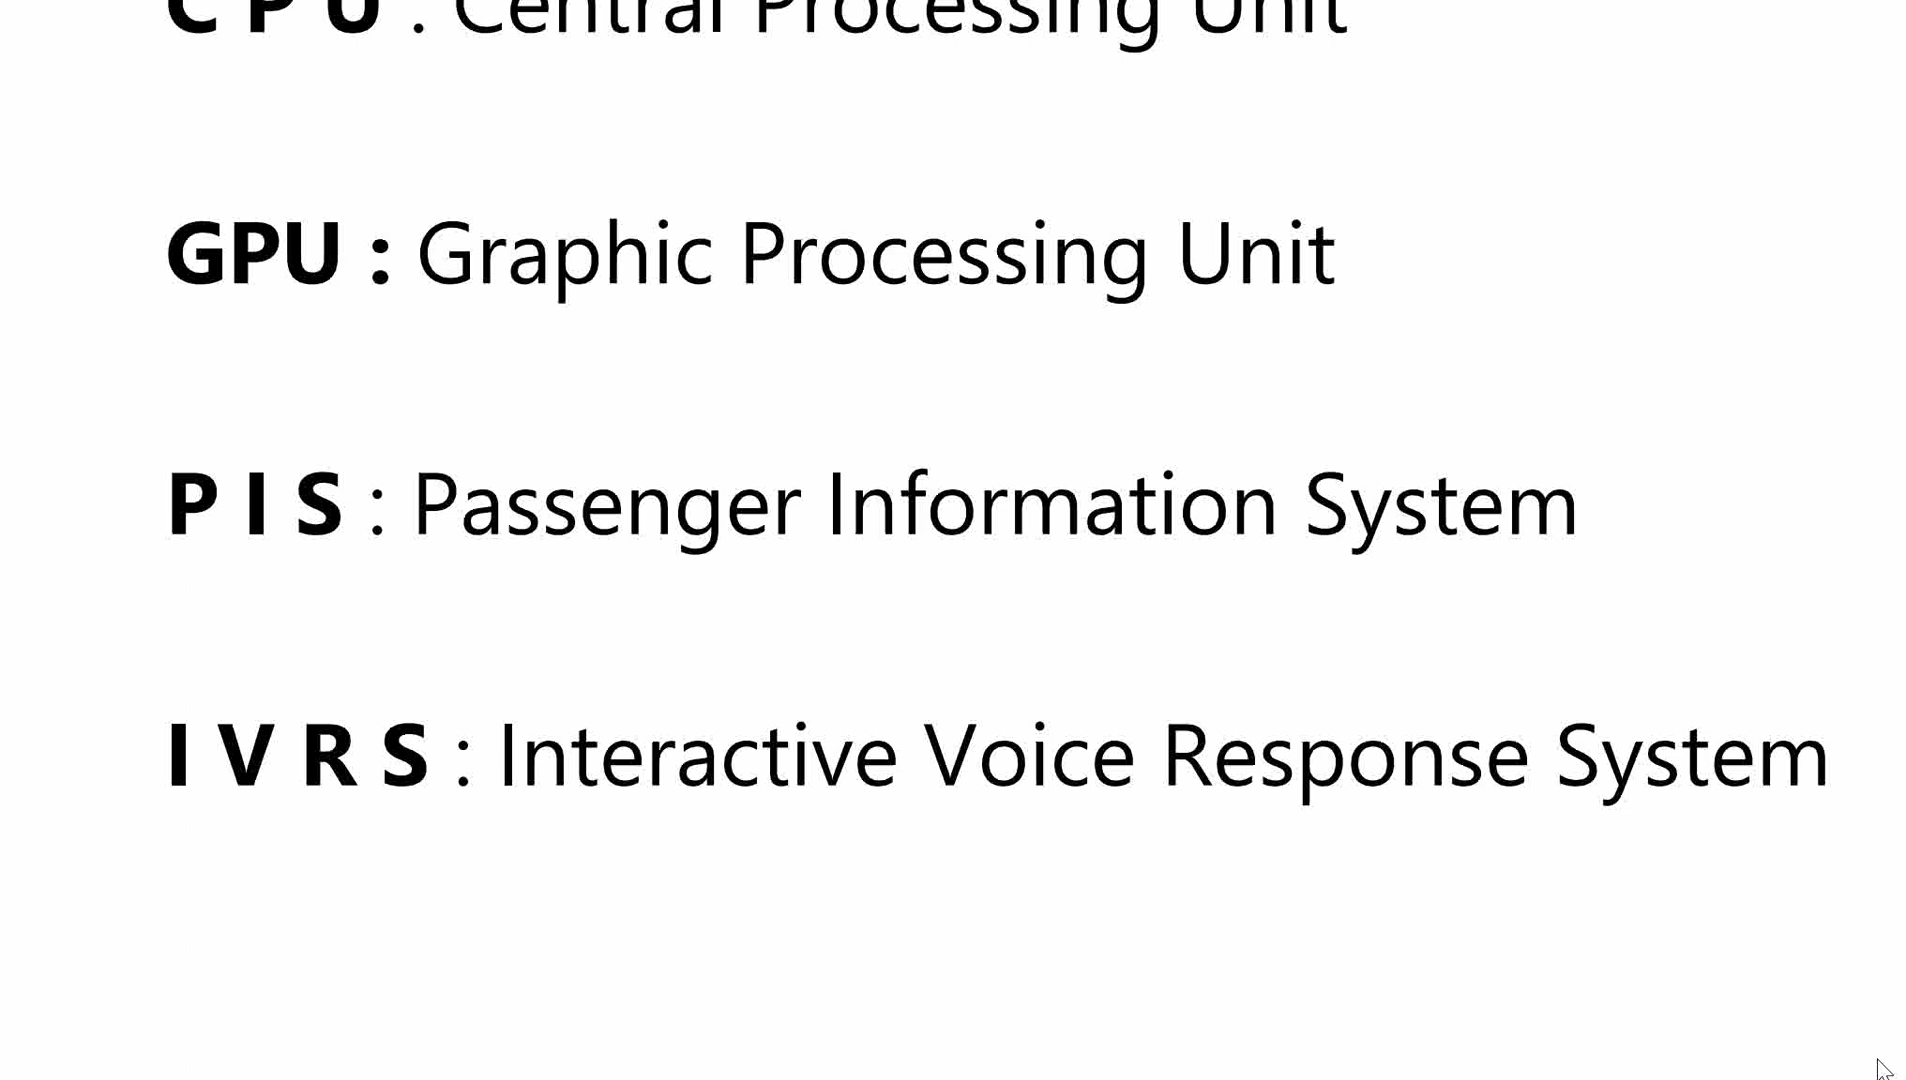 C P U : Central Processing Unit
GPU : Graphic Processing Unit
P I S : Passenger Information System
I V R S : Interactive Voice Response System